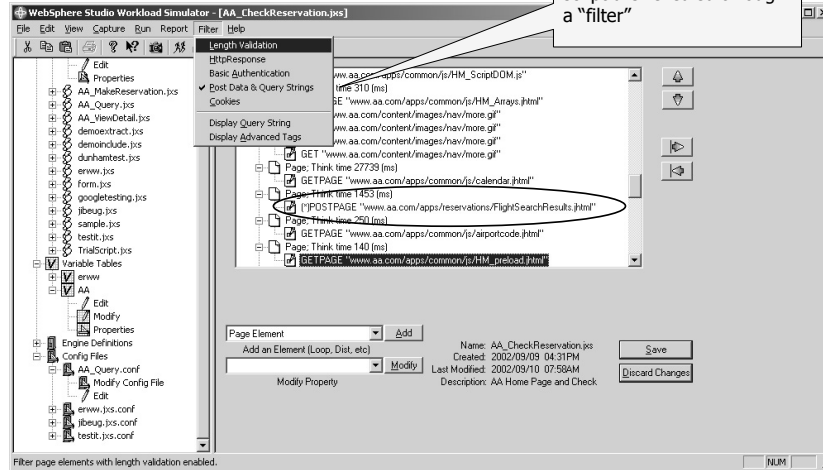 WebSphere Studio Workload Simulator - [AA_CheckReservation.jxs]
File Edit View Capture Run Report Filter Help
a "filter"
Length Validation
HttpResponse
Basic Authentication
Post Data & Query Strings
Cookies
Display Query String
Display Advanced Tags
Edit
Properties
AA_MakeReservation.jxs
AA_Query.jxs
AA_ViewDetail.jxs
demoextract.jxs
demoinclude.jxs
dunhamtest.jxs
erww.jxs
form.jxs
googletesting.jxs
jibeug.jxs
sample.jxs
testit.jxs
TrialScript.jxs
Variable Tables
erww
AA
Edit
Modify
Properties
Engine Definitions
Config Files
AA_Query.conf
Modify Config File
Edit
erww.jxs.conf
jibeug.jxs.conf
testit.jxs.conf
www.aa.com/apps/common/js/HM_ScriptDOM.js"
time 310 (ms)
GE "www.aa.com/apps/common/js/HM_Arrays.jhtml"
www.aa.com/content/images/nav/more.gif"
www.aa.com/content/images/nav/more.gif"
www.aa.com/content/images/nav/more.gif"
GET "www.aa.com/content/images/nav/more.gif"
Page; Think time 27739 (ms)
GETPAGE "www.aa.com/apps/common/js/calendar.jhtml"
Page; Think time 1453 (ms)
(*)POSTPAGE "www.aa.com/apps/reservations/FlightSearchResults.jhtml"
Page; Think time 250 (ms)
GETPAGE "www.aa.com/apps/common/js/airportcode.jhtml"
Page; Think time 140 (ms)
GETPAGE "www.aa.com/apps/common/js/HM_preload.jhtml"
Page Element
Add
Add an Element (Loop, Dist, etc)
Modify
Modify Property
Name: AA_CheckReservation.jxs
Created: 2002/09/09 04:31PM
Last Modified: 2002/09/10 07:58AM
Description: AA Home Page and Check
Save
Discard Changes
Filter page elements with length validation enabled.
NUM